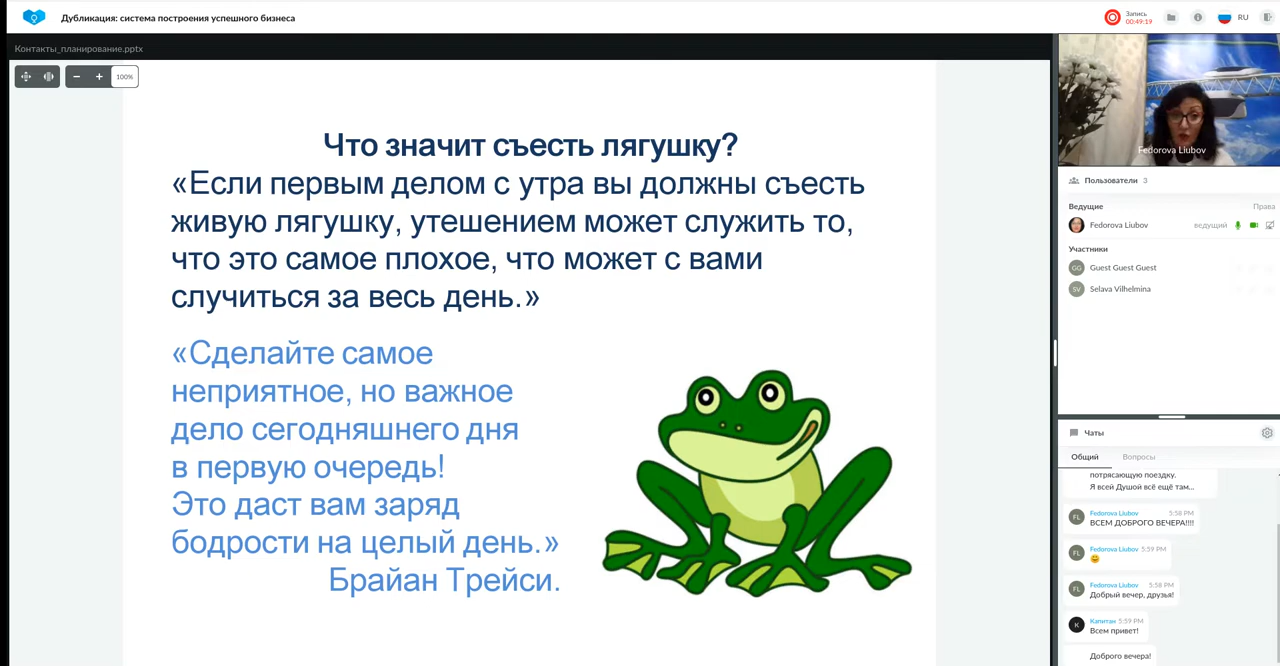 Дубликация: система построения успешного бизнеса
Запись
00:49:19
RU
Контакты_планирование.pptx
100%
Что значит съесть лягушку?
«Если первым делом с утра вы должны съесть
живую лягушку, утешением может служить то,
что это самое плохое, что может с вами
случиться за весь день.»
«Сделайте самое
неприятное, но важное
дело сегодняшнего дня
в первую очередь!
Это даст вам заряд
бодрости на целый день.»
Брайан Трейси.
Fedorova Liubov
Пользователи 3
Ведущие Права
Fedorova Liubov ведущий
Участники
GG Guest Guest Guest
SV Selava Vilhelmina
Чаты
Общий Вопросы
потрясающую поездку.
Я всей Душой всё ещё там...
FL Fedorova Liubov 5:58 PM
ВСЕМ ДОБРОГО ВЕЧЕРА!!!!
FL Fedorova Liubov 5:59 PM
FL Fedorova Liubov 5:58 PM
Добрый вечер, друзья!
К Капитан 5:59 PM
Всем привет!
Доброго вечера!